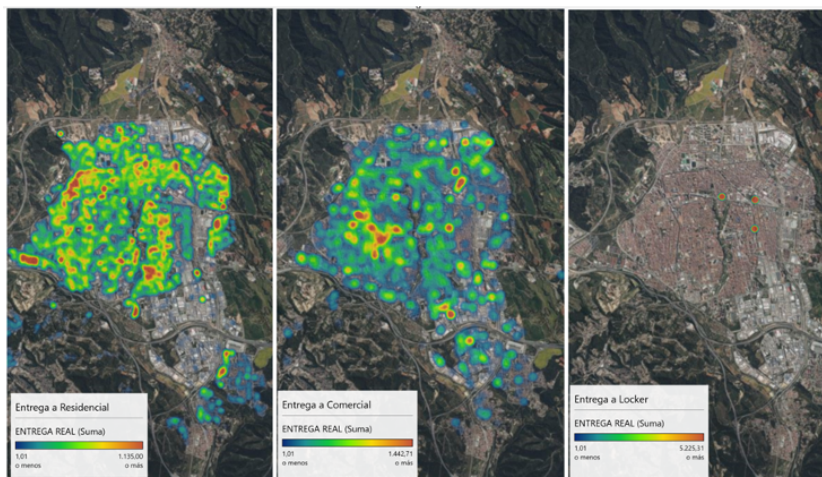 Entrega a Residencial
ENTREGA REAL (Suma)
1,01
1.135,00
o menos
o más
Entrega a Comercial
ENTREGA REAL (Suma)
1,01
1.442,71
o menos
o más
Entrega a Locker
ENTREGA REAL (Suma)
1,01
5.225,31
o menos
o más